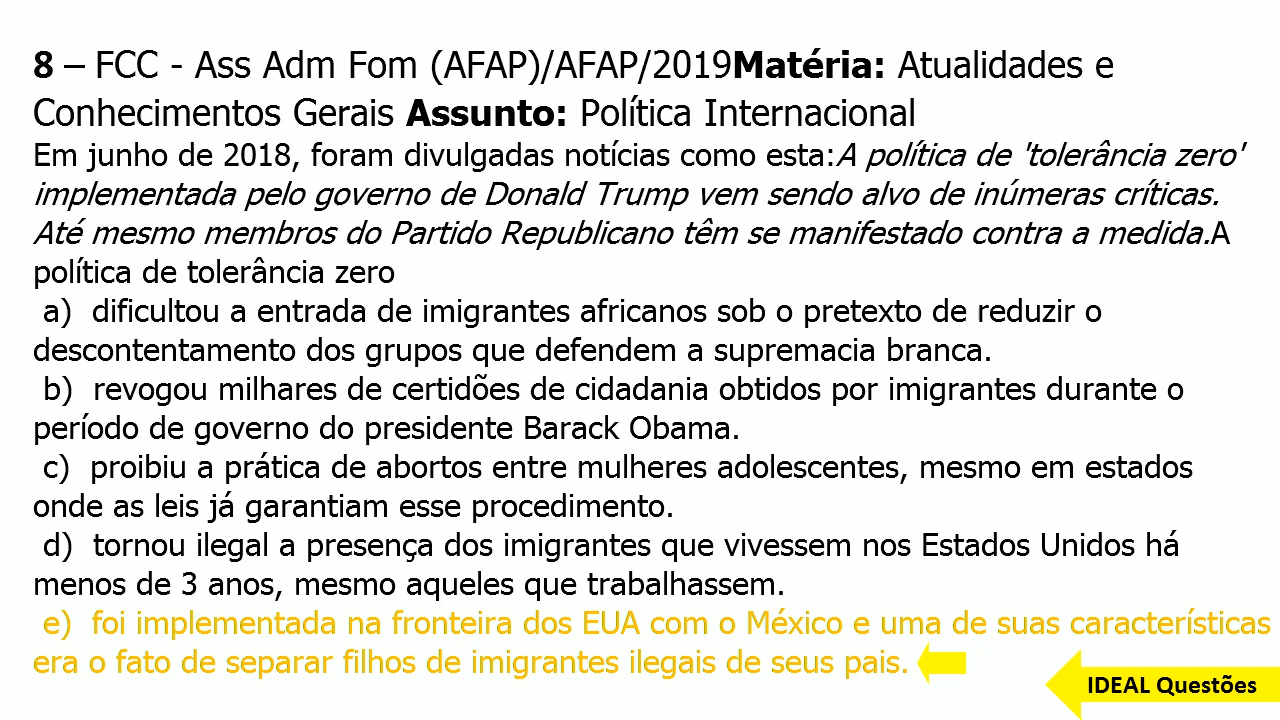 8 – FCC - Ass Adm Fom (AFAP)/AFAP/2019Matéria: Atualidades e
Conhecimentos Gerais Assunto: Política Internacional
Em junho de 2018, foram divulgadas notícias como esta:A política de 'tolerância zero'
implementada pelo governo de Donald Trump vem sendo alvo de inúmeras críticas.
Até mesmo membros do Partido Republicano têm se manifestado contra a medida.A
política de tolerância zero
a) dificultou a entrada de imigrantes africanos sob o pretexto de reduzir o
descontentamento dos grupos que defendem a supremacia branca.
b) revogou milhares de certidões de cidadania obtidos por imigrantes durante o
período de governo do presidente Barack Obama.
c) proibiu a prática de abortos entre mulheres adolescentes, mesmo em estados
onde as leis já garantiam esse procedimento.
d) tornou ilegal a presença dos imigrantes que vivessem nos Estados Unidos há
menos de 3 anos, mesmo aqueles que trabalhassem.
e) foi implementada na fronteira dos EUA com o México e uma de suas características
era o fato de separar filhos de imigrantes ilegais de seus pais.
IDEAL Questões